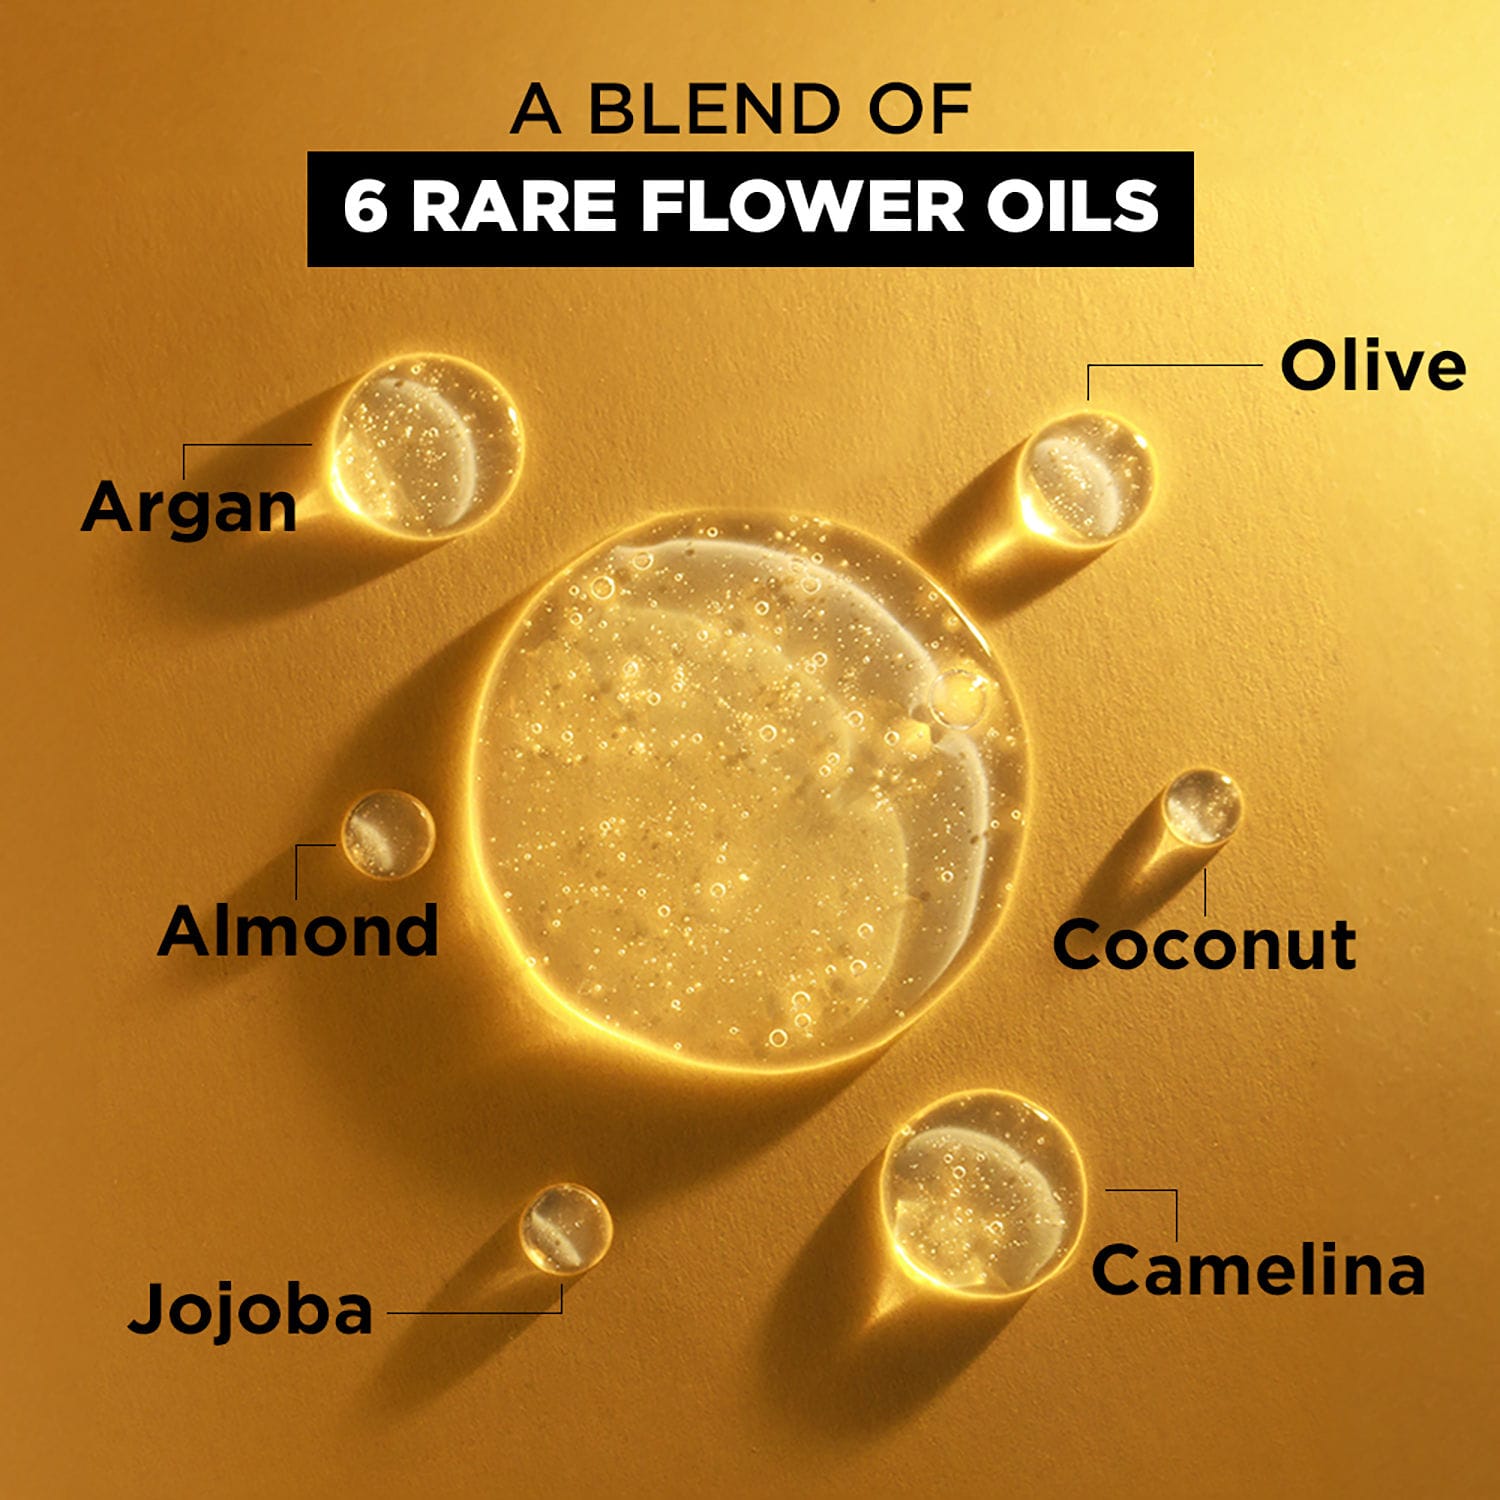 A BLEND OF
6 RARE FLOWER OILS
Olive
Argan
Almond
Coconut
Camelina
Jojoba